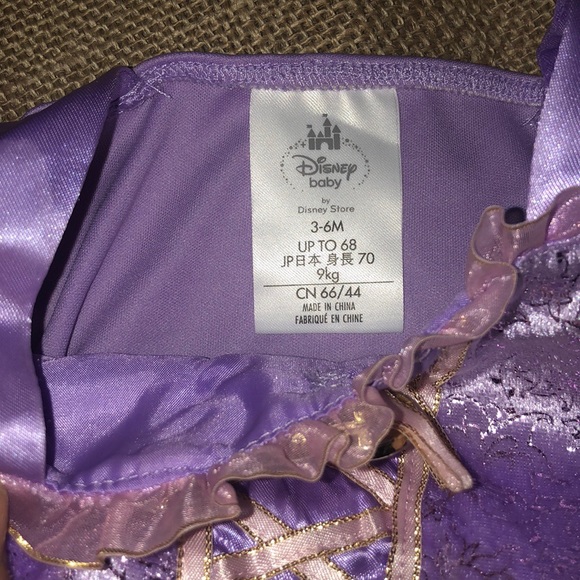 Disney
baby
by
Disney Store
3-6M
UP TO 68
JP日本 身長 70
9kg
CN 66/44
MADE IN CHINA
FABRIQUÉ EN CHINE